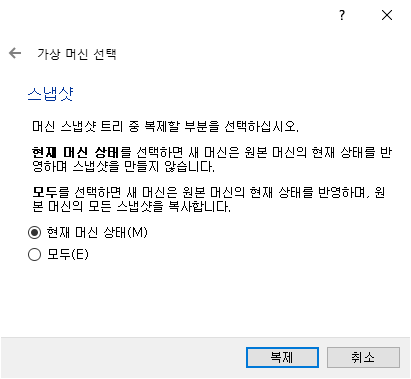 ?
가상 머신 선택
스냅샷
머신 스냅샷 트리 중 복제할 부분을 선택하십시오.
현재 머신 상태를 선택하면 새 머신은 원본 머신의 현재 상태를 반
영하며 스냅샷을 만들지 않습니다.
모두를 선택하면 새 머신은 원본 머신의 현재 상태를 반영하며, 원
본 머신의 모든 스냅샷을 복사합니다.
현재 머신 상태(M)
모두(E)
복제
취소